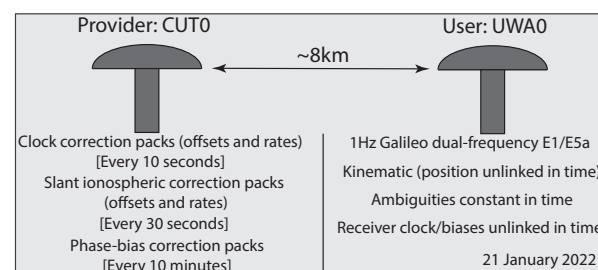 Provider: CUT0
User: UWA0
~8km
Clock correction packs (offsets and rates)
[Every 10 seconds]
Slant ionospheric correction packs
(offsets and rates)
[Every 30 seconds]
Phase-bias correction packs
[Every 10 minutes]
1Hz Galileo dual-frequency E1/E5a
Kinematic (position unlinked in time)
Ambiguities constant in time
Receiver clock/biases unlinked in time
21 January 2022